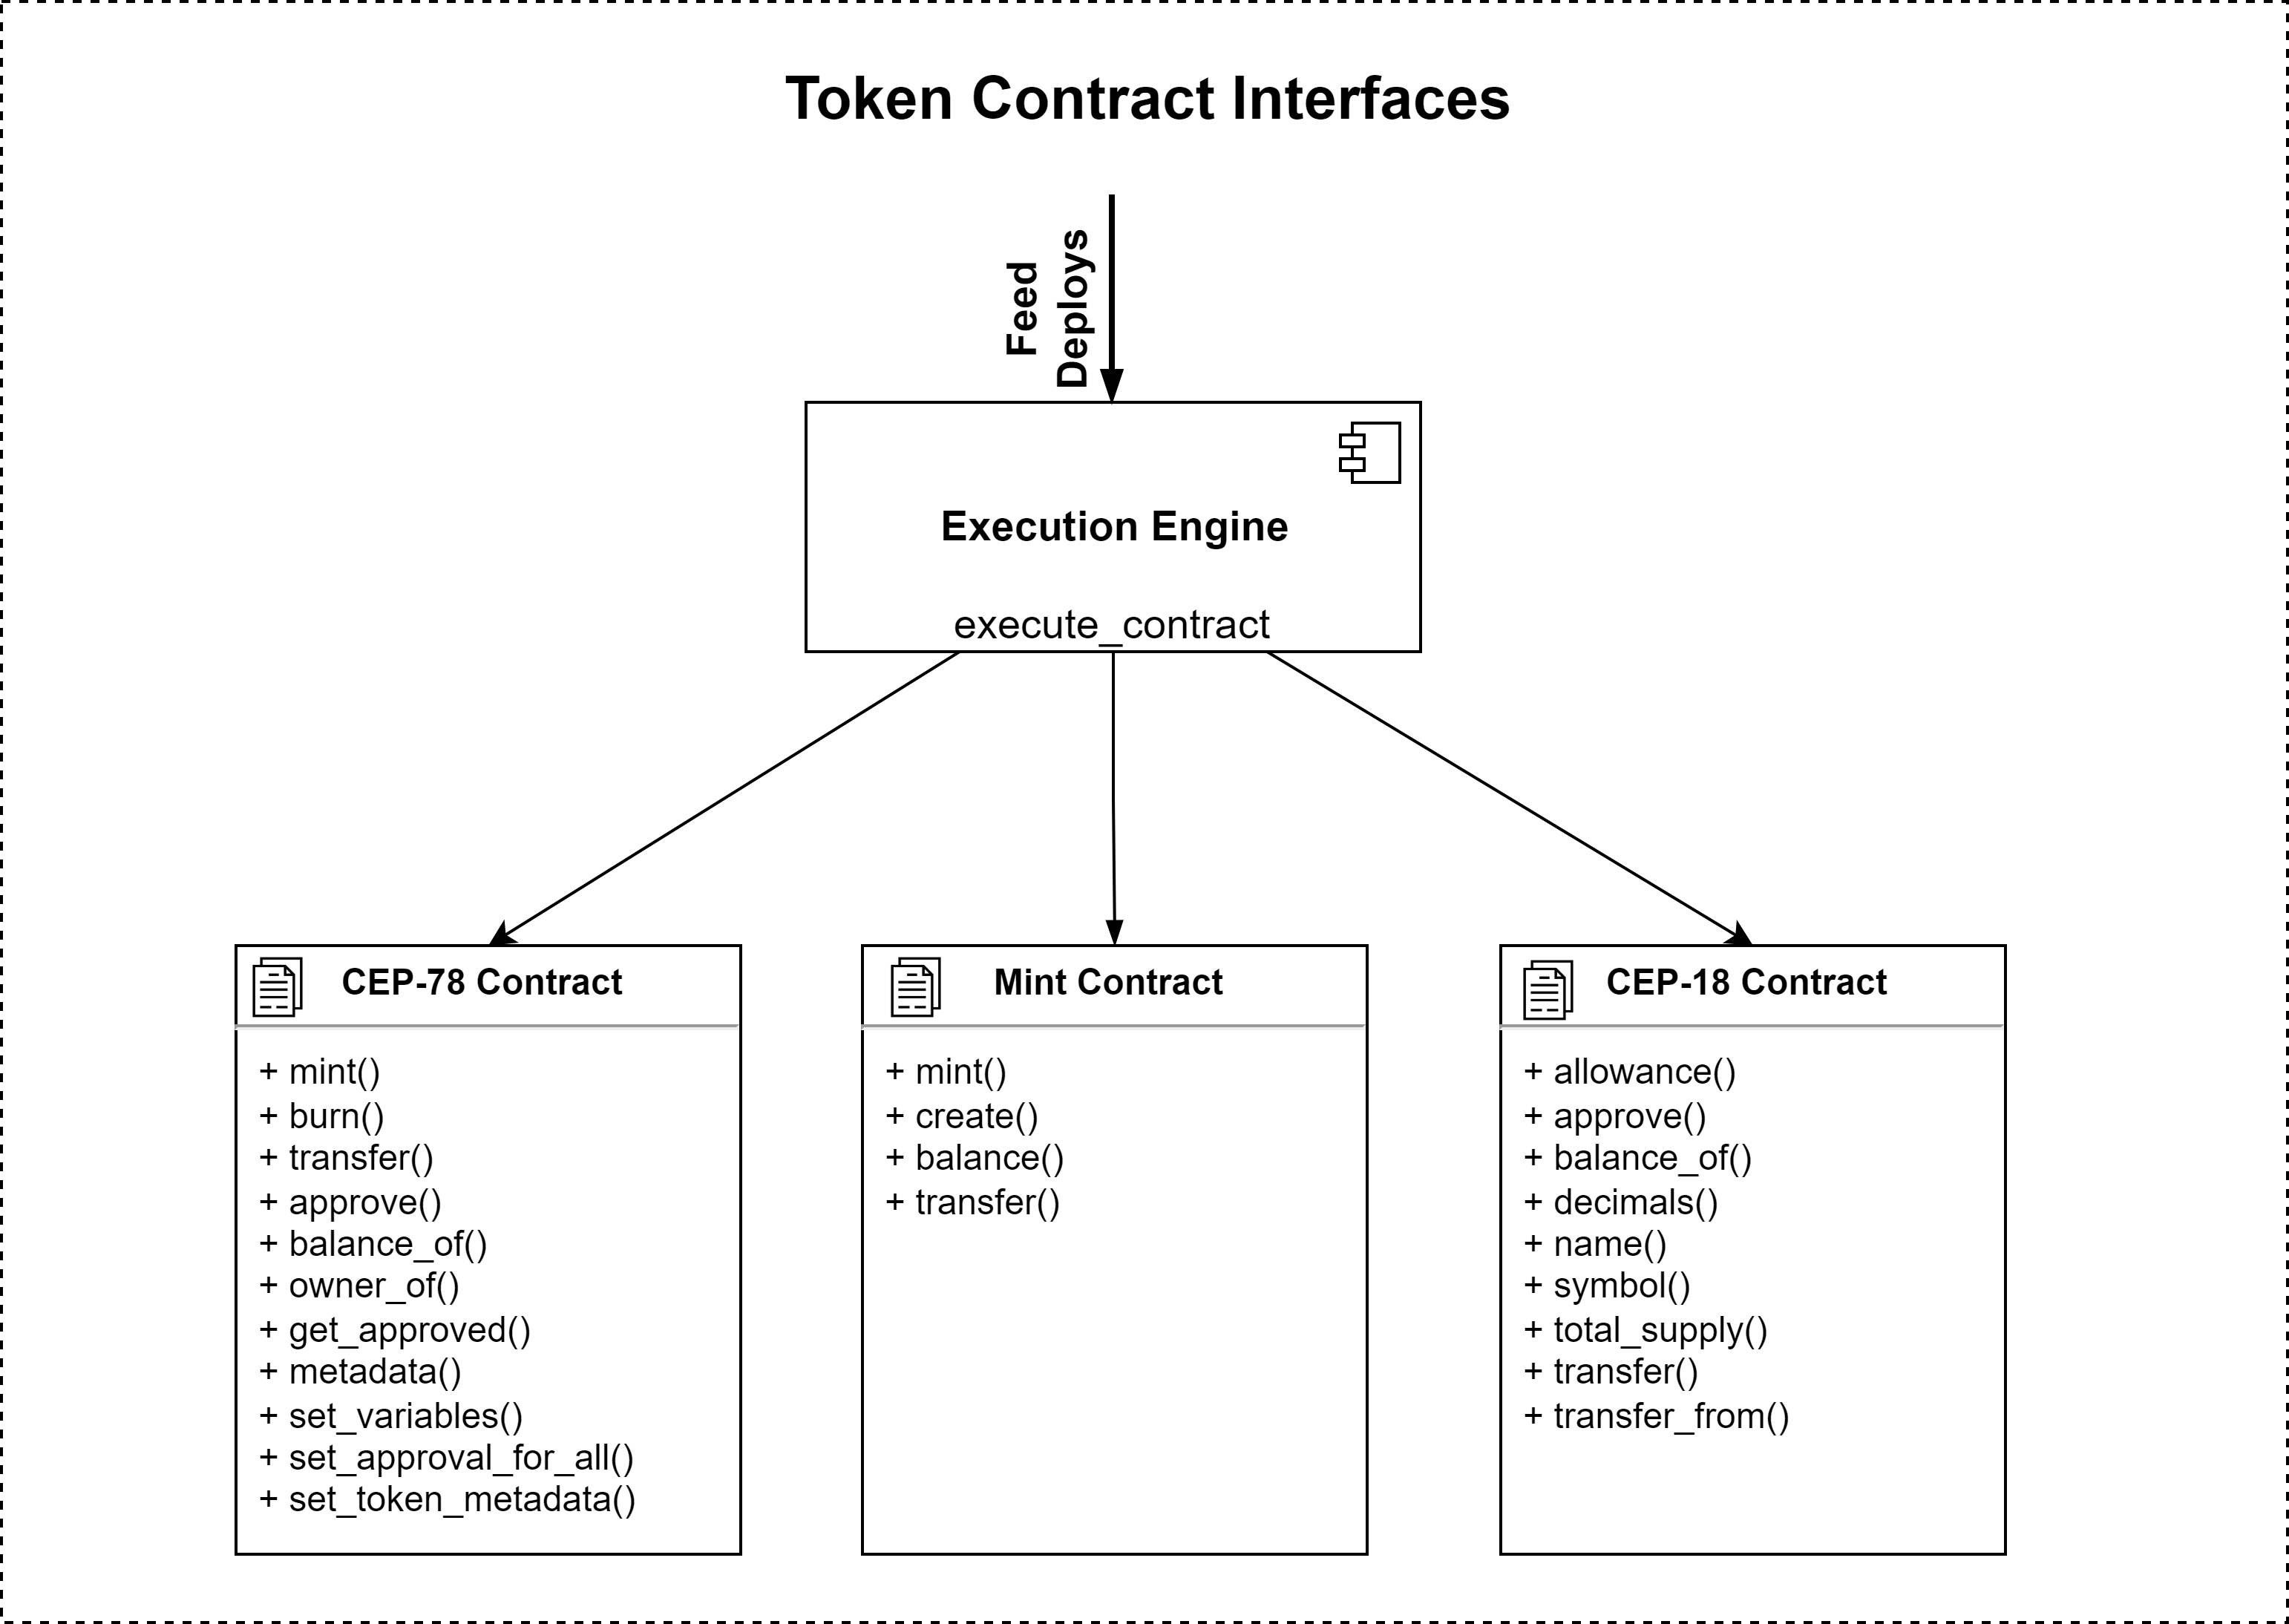 Token Contract Interfaces
Feed
Deploys
Execution Engine
execute_contract
CEP-78 Contract
+ mint()
+ burn()
+ transfer()
+ approve()
+ balance_of()
+ owner_of()
+ get_approved()
+ metadata()
+ set_variables()
+ set_approval_for_all()
+ set_token_metadata()
Mint Contract
+ mint()
+ create()
+ balance()
+ transfer()
CEP-18 Contract
+ allowance()
+ approve()
+ balance_of()
+ decimals()
+ name()
+ symbol()
+ total_supply()
+ transfer()
+ transfer_from()